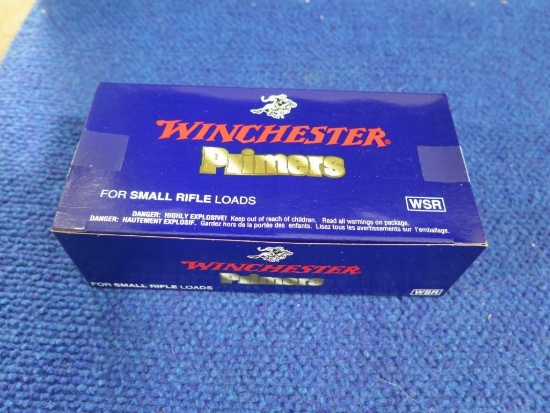 WINCHESTER®
Primers
FOR SMALL RIFLE LOADS
WSR
DANGER: HIGHLY EXPLOSIVE! Keep out of reach of children. Read all warnings on package.
DANGER: HAUTEMENT EXPLOSIF. Gardez hors de la portée des enfants. Lisez tous les avertissements sur l'emballage.
WINCHESTER
Primers
FOR SMALL RIFLE LOADS
WSR